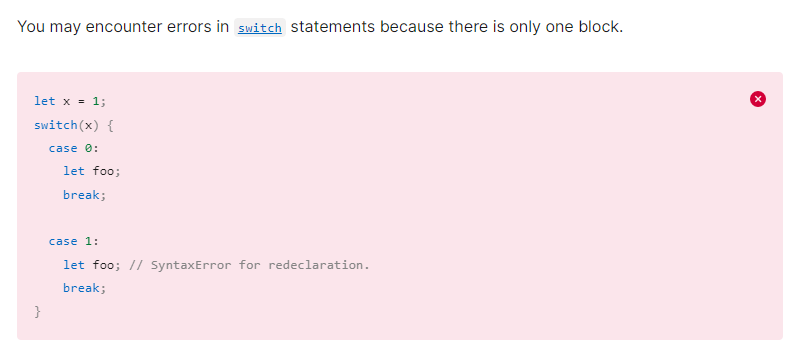 You may encounter errors in switch statements because there is only one block.
let x = 1;
switch(x) {
  case 0:
    let foo;
    break;

  case 1:
    let foo; // SyntaxError for redeclaration.
    break;
}